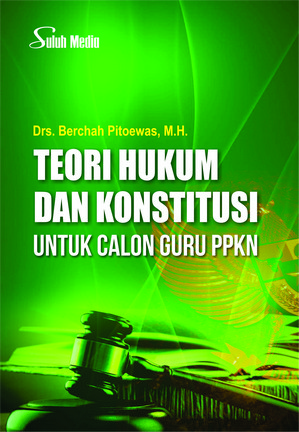 Suluh Media
Drs. Berchah Pitoewas, M.H.
TEORI HUKUM
DAN KONSTITUSI
UNTUK CALON GURU PPKN